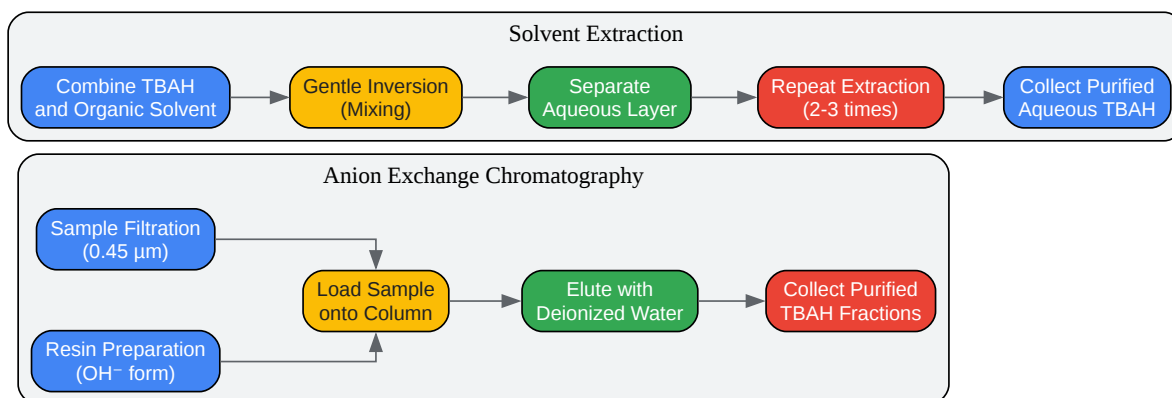 Solvent Extraction
Combine TBAH
and Organic Solvent
Gentle Inversion
(Mixing)
Separate
Aqueous Layer
Repeat Extraction
(2-3 times)
Collect Purified
Aqueous TBAH
Anion Exchange Chromatography
Sample Filtration
(0.45 µm)
Resin Preparation
(OH⁻ form)
Load Sample
onto Column
Elute with
Deionized Water
Collect Purified
TBAH Fractions